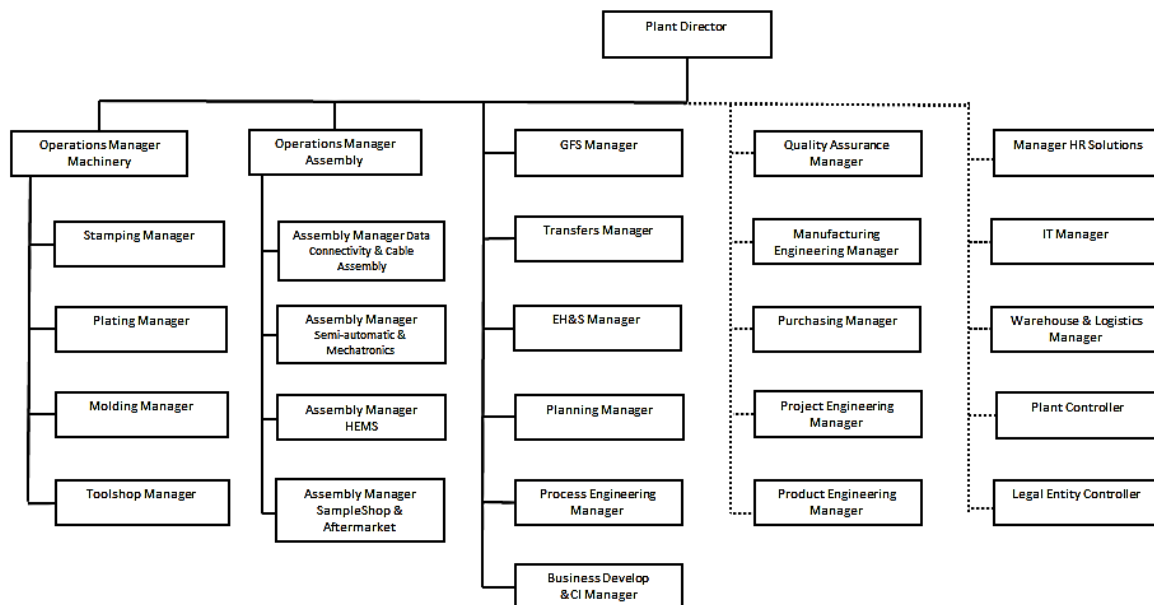 Plant Director
Operations Manager
Machinery
Stamping Manager
Plating Manager
Molding Manager
Toolshop Manager
Operations Manager
Assembly
Assembly Manager Data
Connectivity & Cable
Assembly
Assembly Manager
Semi-automatic &
Mechatronics
Assembly Manager
HEMS
Assembly Manager
SampleShop &
Aftermarket
GFS Manager
Transfers Manager
EH&S Manager
Planning Manager
Process Engineering
Manager
Business Develop
&CI Manager
Quality Assurance
Manager
Manufacturing
Engineering Manager
Purchasing Manager
Project Engineering
Manager
Product Engineering
Manager
Manager HR Solutions
IT Manager
Warehouse & Logistics
Manager
Plant Controller
Legal Entity Controller